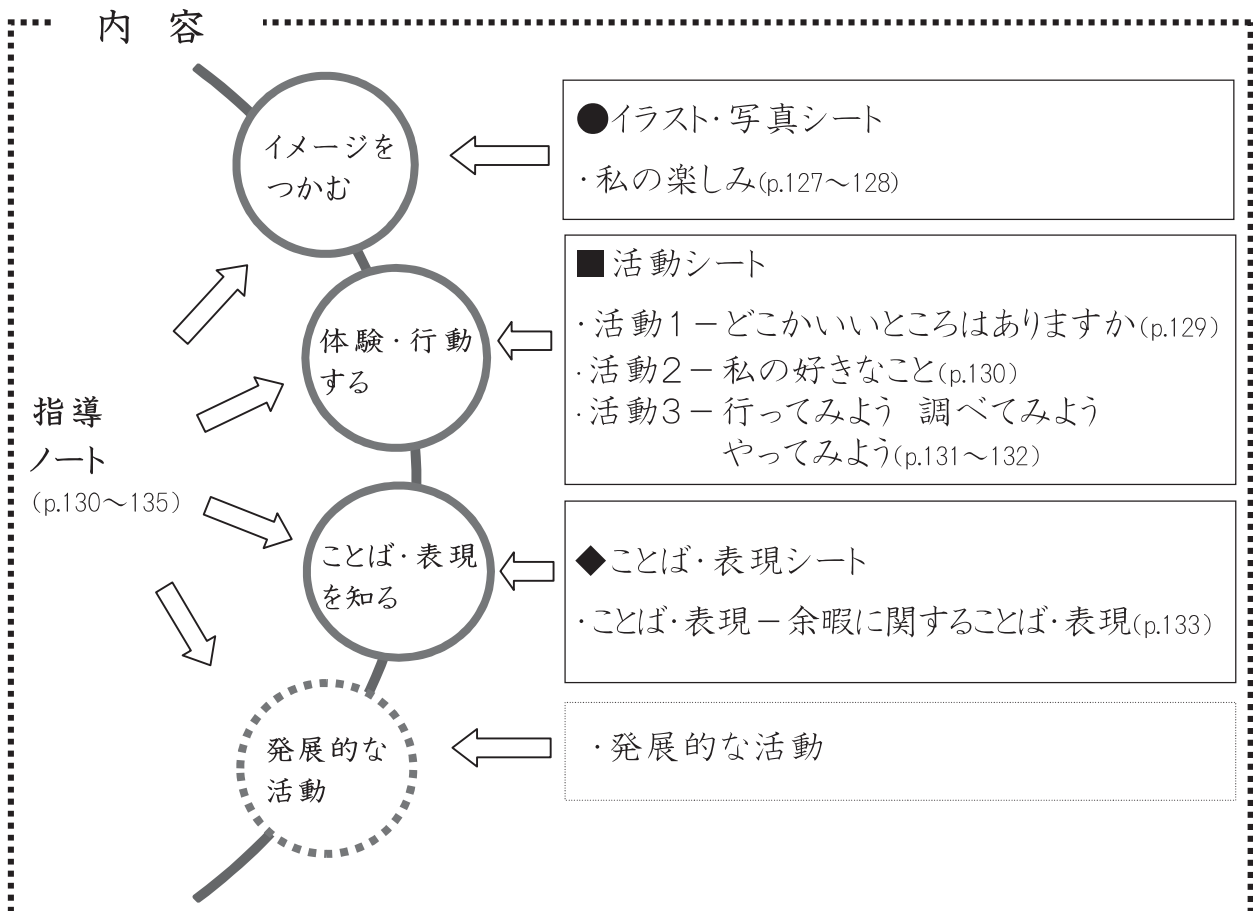 内 容
イメージを
つかむ
●イラスト・写真シート
・私の楽しみ(p.127～128)
体験・行動
する
■活動シート
・活動1－どこかいいところはありますか(p.129)
・活動2－私の好きなこと(p.130)
・活動3－行ってみよう 調べてみよう
やってみよう(p.131～132)
指導
ノート
(p.130～135)
ことば・表現
を知る
◆ことば・表現シート
・ことば・表現－余暇に関することば・表現(p.133)
発展的な
活動
・発展的な活動